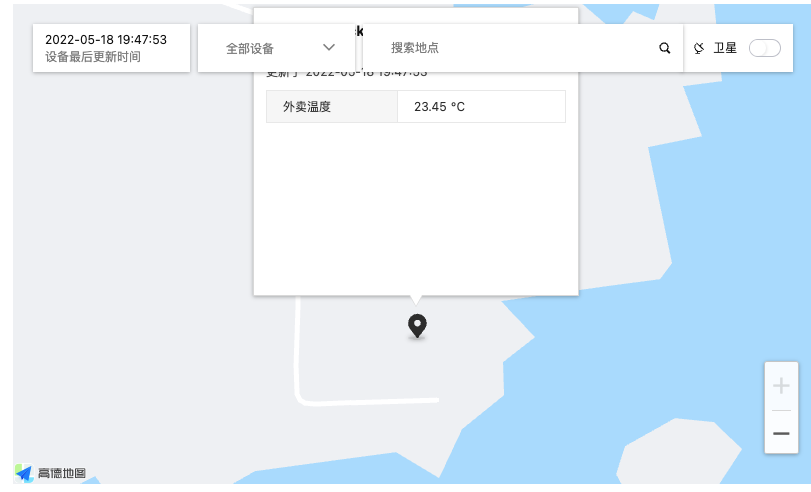 2022-05-18 19:47:53
设备最后更新时间
全部设备
搜索地点
卫星
更新于 2022-05-18 19:47:53
外卖温度
23.45 °C
高德地图